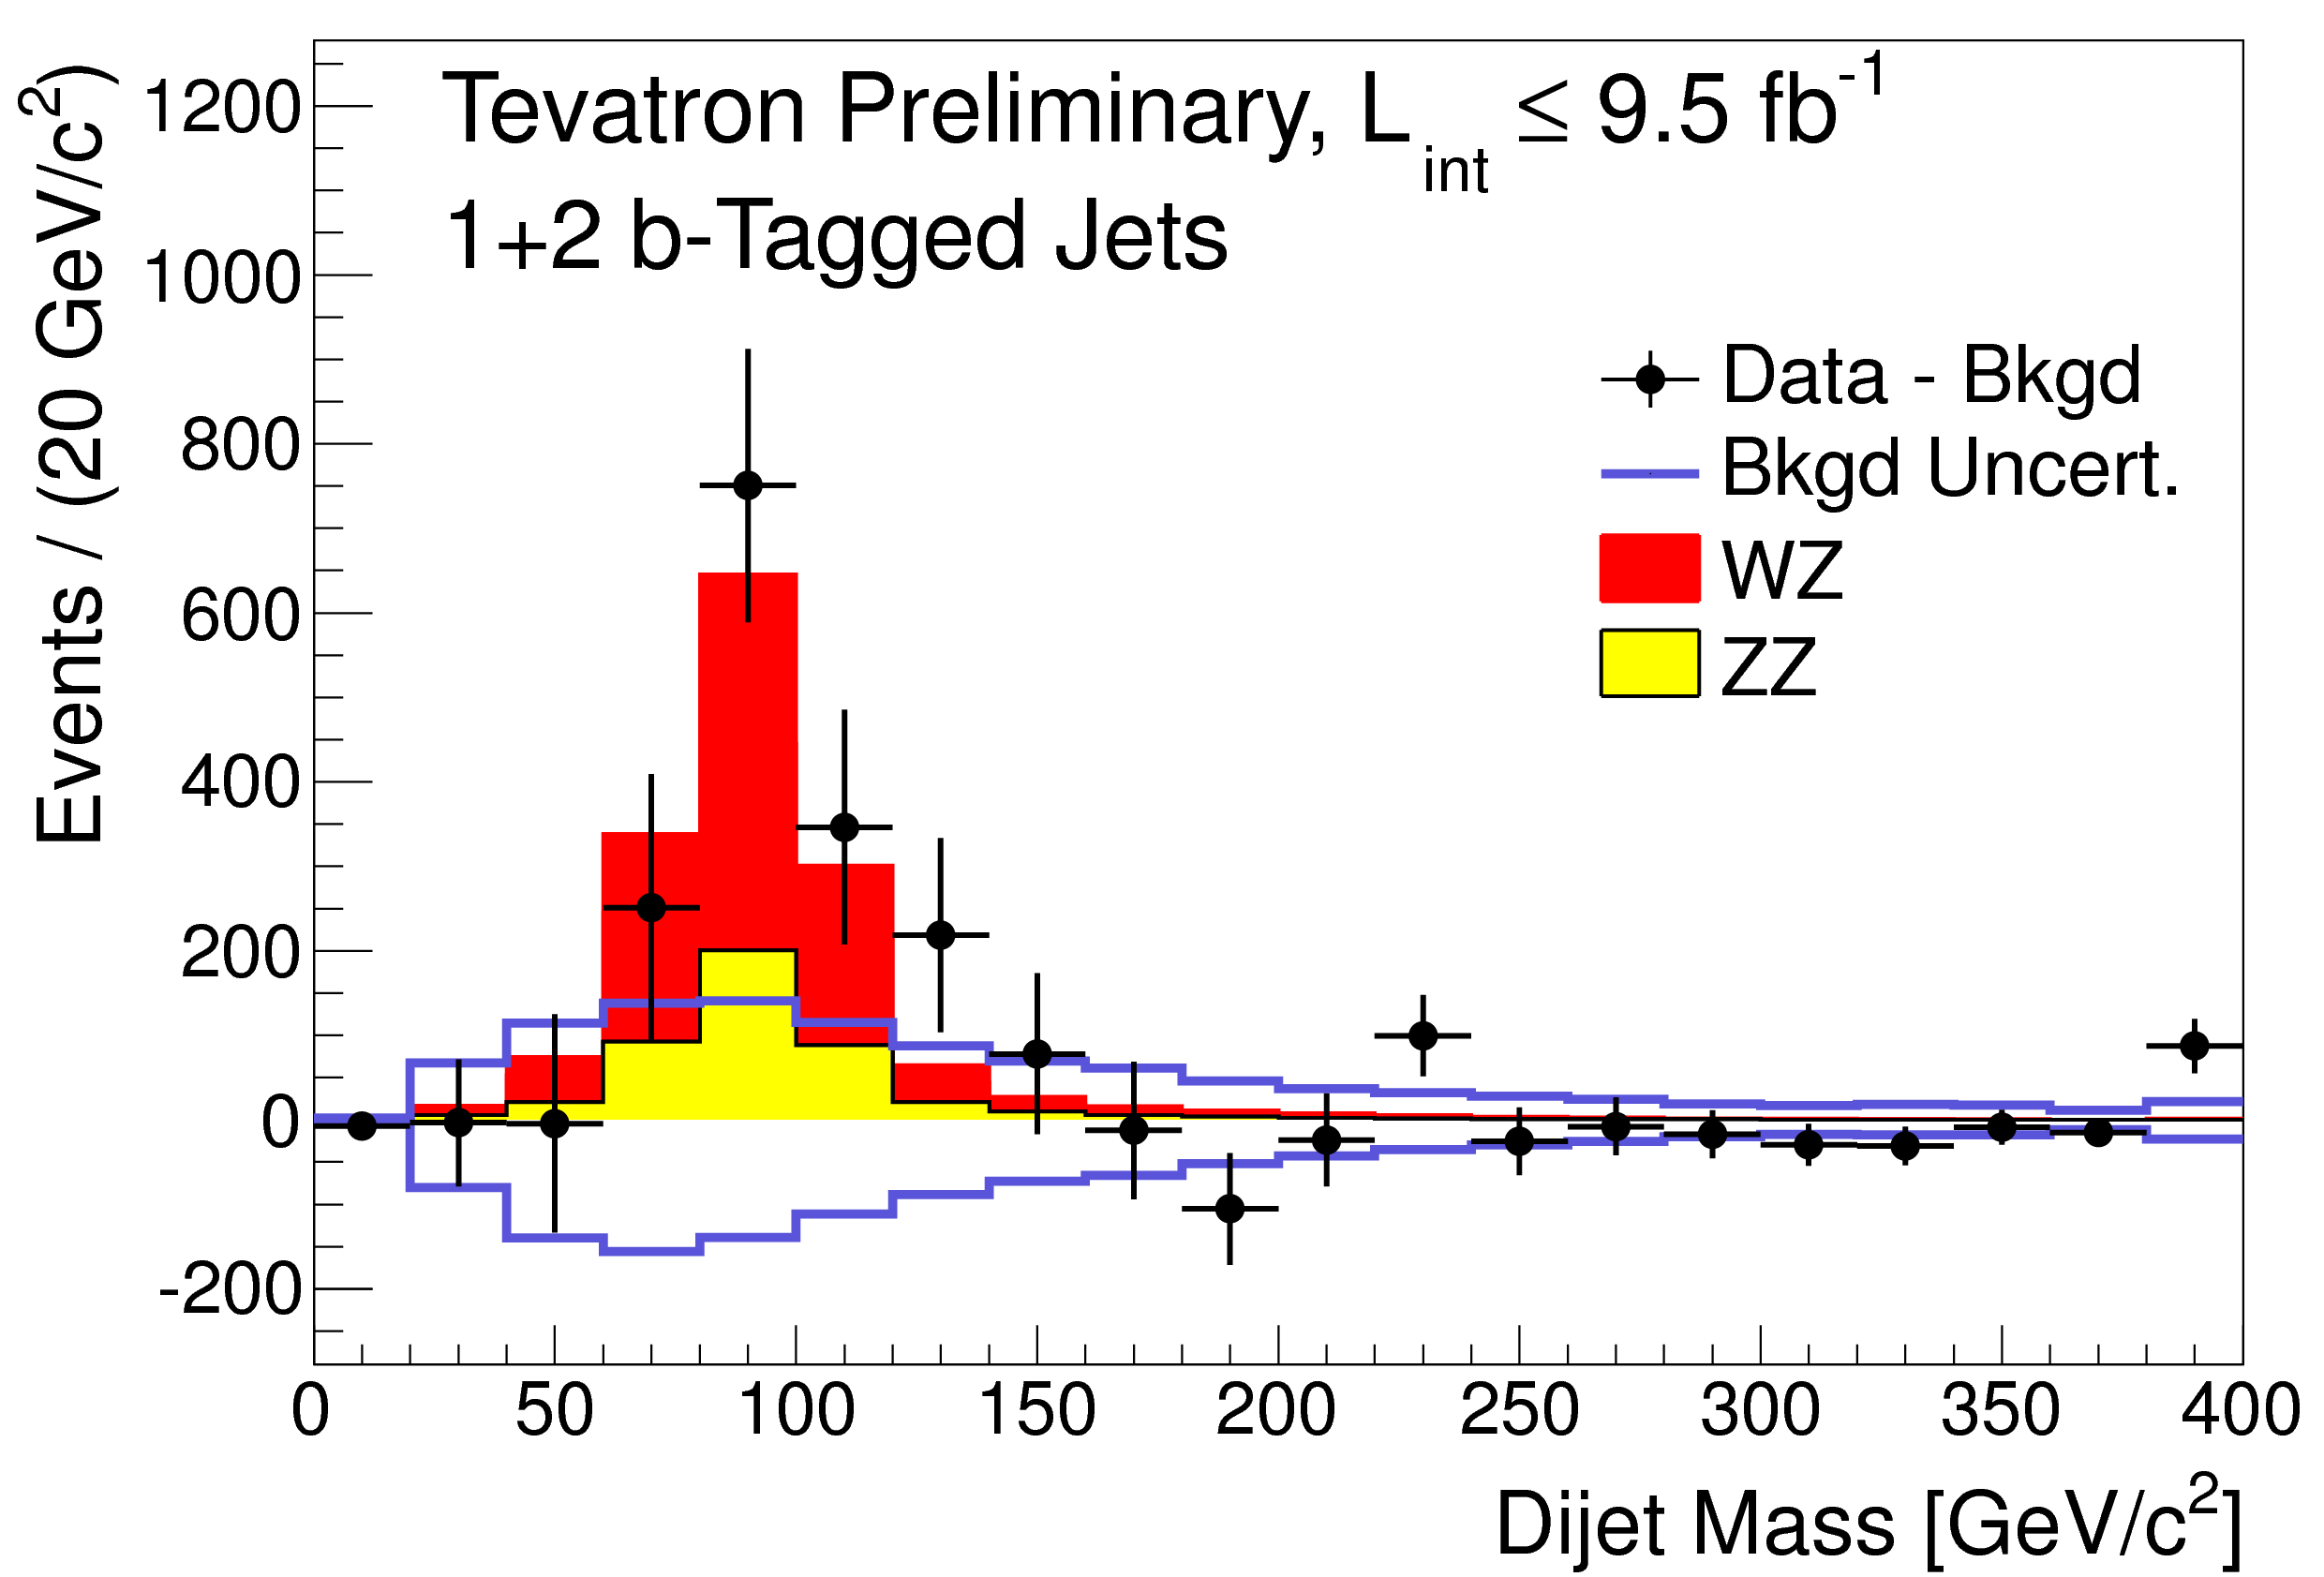 Tevatron Preliminary, L_int ≤ 9.5 fb^-1
1+2 b-Tagged Jets
Data - Bkgd
Bkgd Uncert.
WZ
ZZ
Events / (20 GeV/c^2)
1200
1000
800
600
400
200
0
-200
0 50 100 150 200 250 300 350 400
Dijet Mass [GeV/c^2]